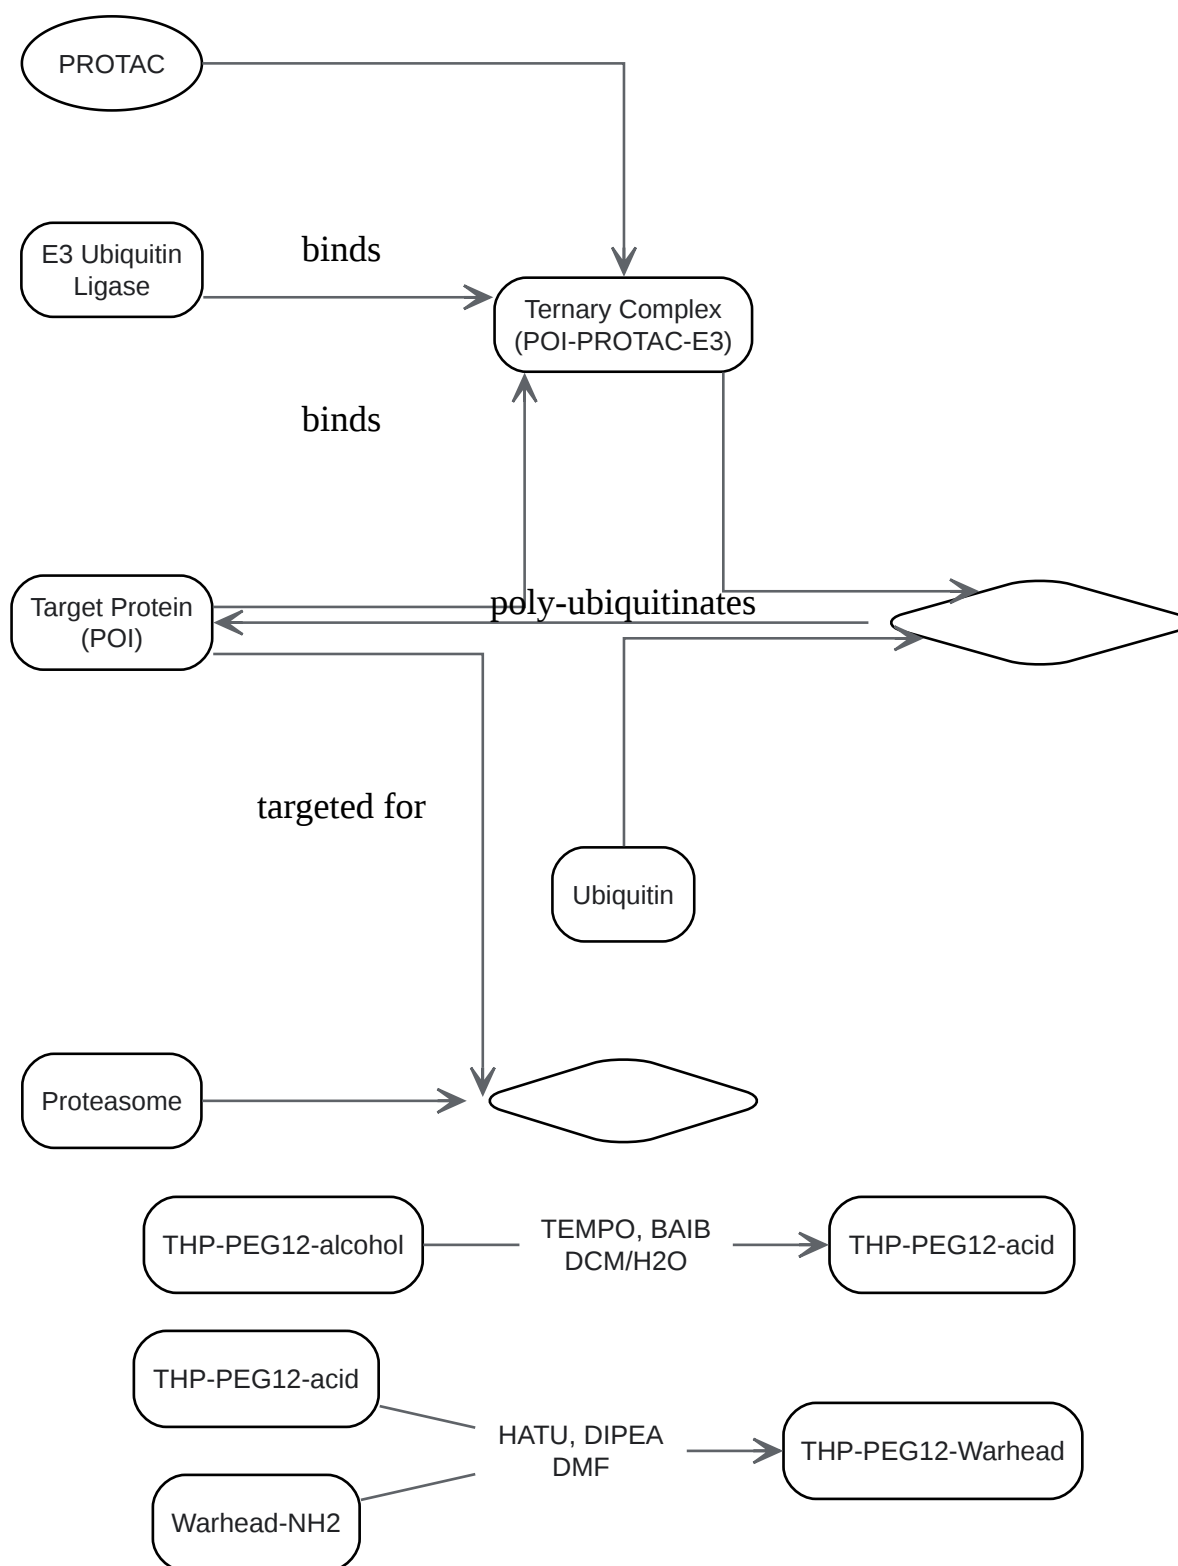 PROTAC
E3 Ubiquitin
Ligase
binds
Ternary Complex
(POI-PROTAC-E3)
binds
Target Protein
(POI)
poly-ubiquitinates
targeted for
Ubiquitin
Proteasome
THP-PEG12-alcohol
TEMPO, BAIB
DCM/H2O
THP-PEG12-acid
THP-PEG12-acid
HATU, DIPEA
DMF
THP-PEG12-Warhead
Warhead-NH2